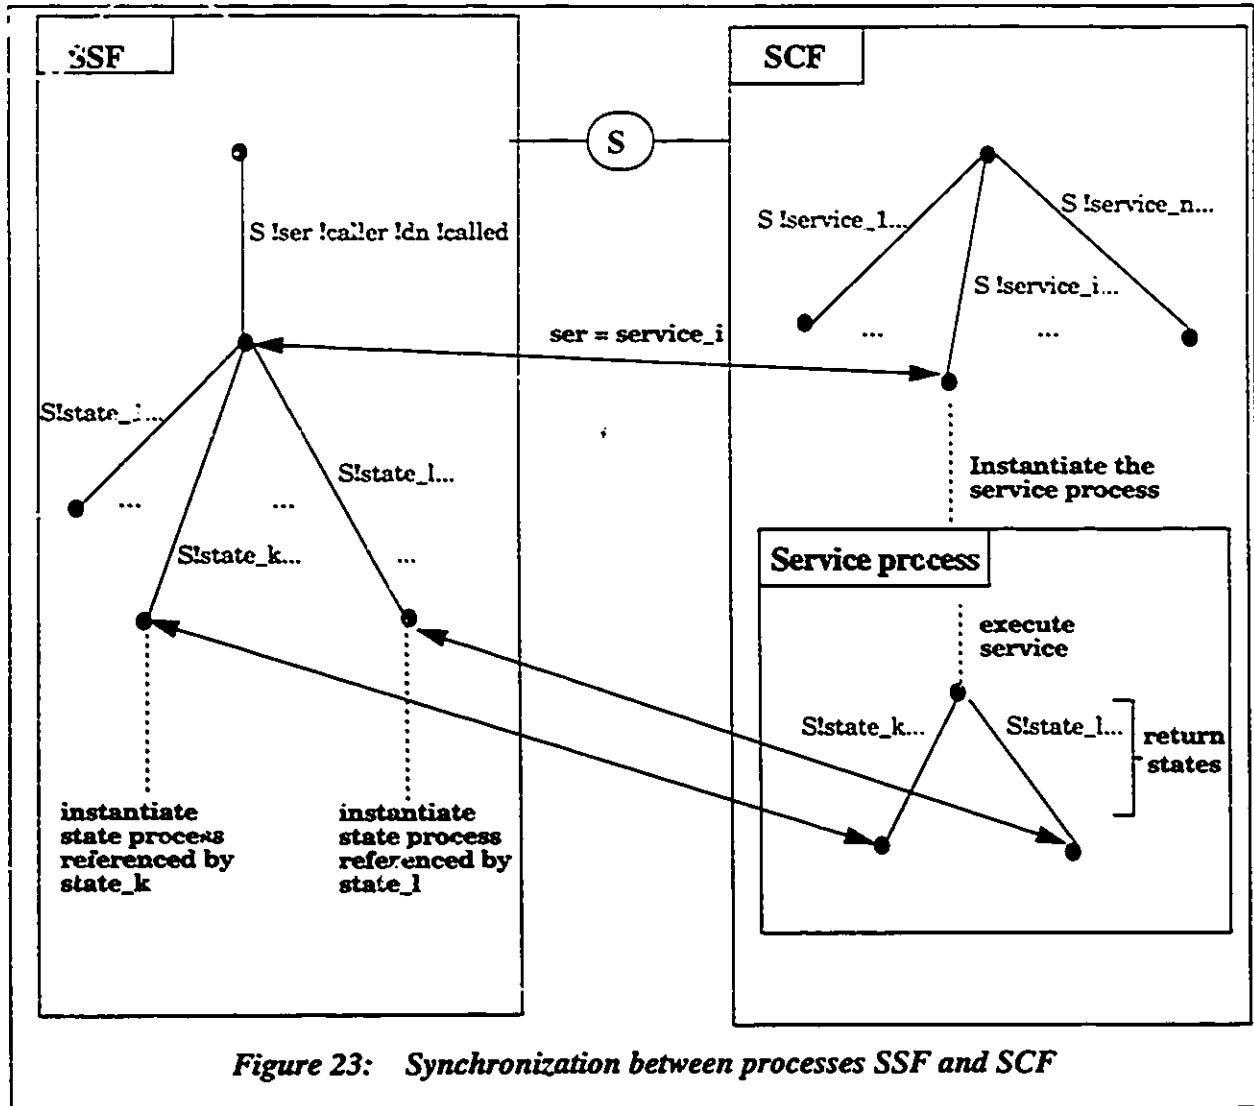 SSF
SCF
S
S !ser !caller !dn !called
S !service_1...
S !service_n...
S !service_i...
ser = service_i
...
...
S!state_l...
...
...
S!state_k...
...
Instantiate the
service process
Service process
execute
service
S!state_k...
S!state_l...
return
states
instantiate
state process
referenced by
state_k
instantiate
state process
referenced by
state_l
Figure 23: Synchronization between processes SSF and SCF